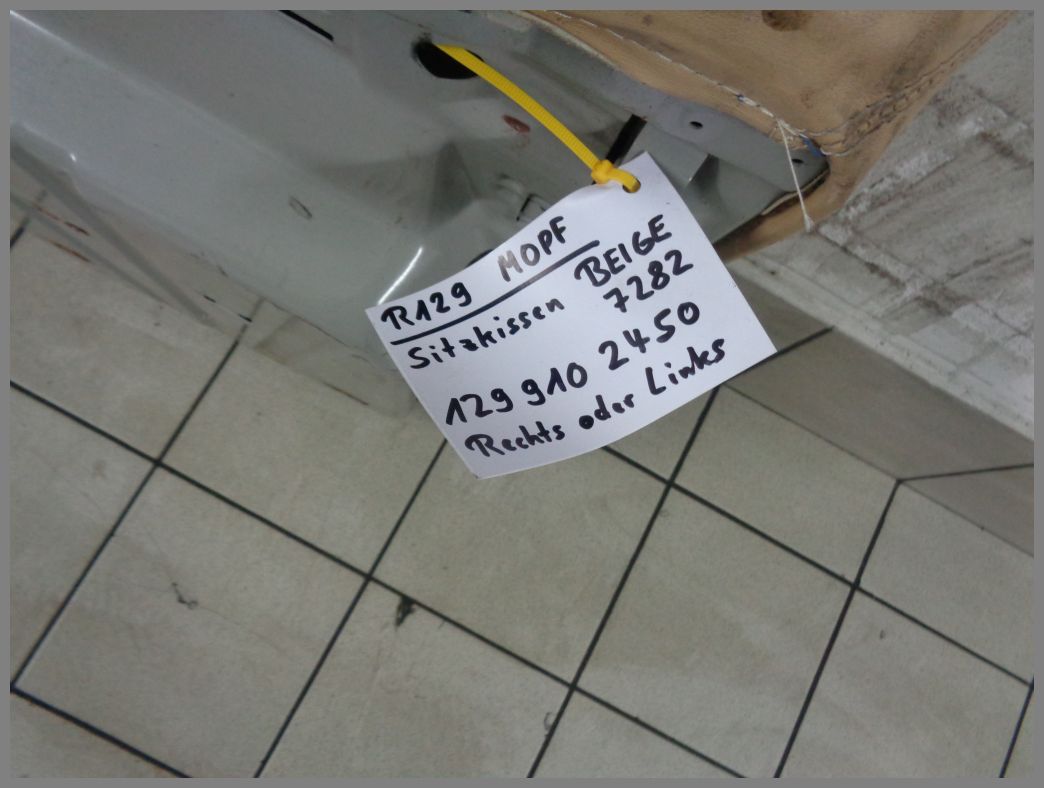 R129 MOPF
Sitzkissen BEIGE
7282
129 910 2450
Rechts oder Links